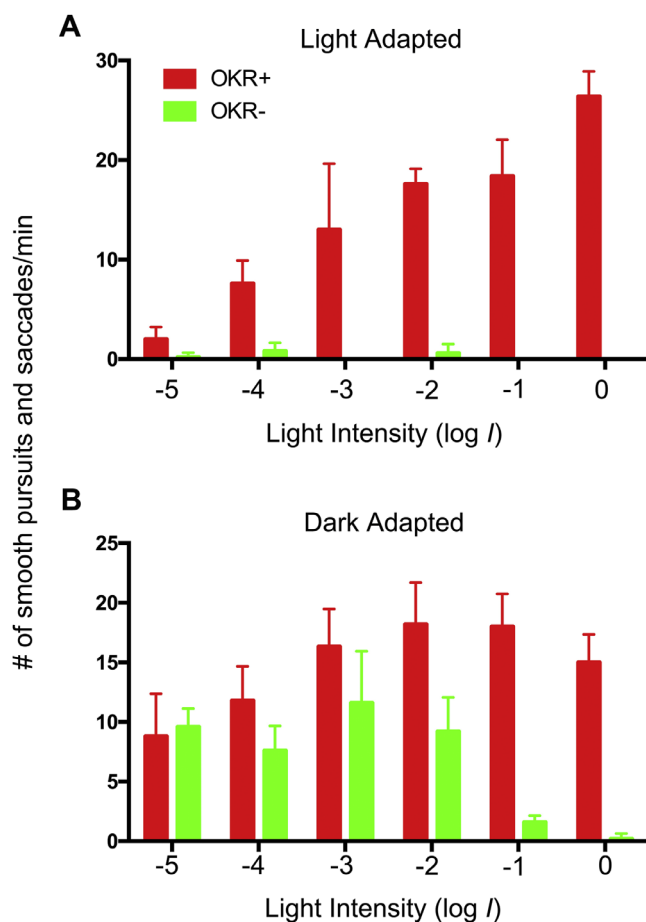 A
Light Adapted
OKR+
OKR-
30
20
10
0
-5 -4 -3 -2 -1 0
Light Intensity (log I)
# of smooth pursuits and saccades/min
B
Dark Adapted
25
20
15
10
5
0
-5 -4 -3 -2 -1 0
Light Intensity (log I)